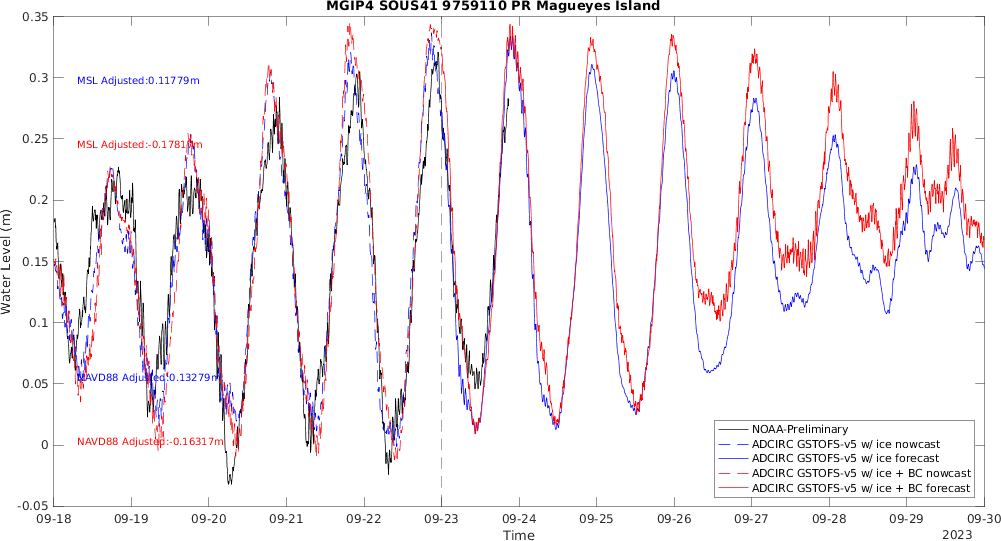 MGIP4 SOUS41 9759110 PR Magueyes Island
0.35
0.3
0.25
0.2
0.15
0.1
0.05
0
-0.05
Water Level (m)
MSL Adjusted:0.11779m
MSL Adjusted:-0.17817m
NAVD88 Adjusted:0.13279m
NAVD88 Adjusted:-0.16317m
NOAA-Preliminary
ADCIRC GSTOFS-v5 w/ ice nowcast
ADCIRC GSTOFS-v5 w/ ice forecast
ADCIRC GSTOFS-v5 w/ ice + BC nowcast
ADCIRC GSTOFS-v5 w/ ice + BC forecast
09-18 09-19 09-20 09-21 09-22 09-23 09-24 09-25 09-26 09-27 09-28 09-29 09-30
Time
2023